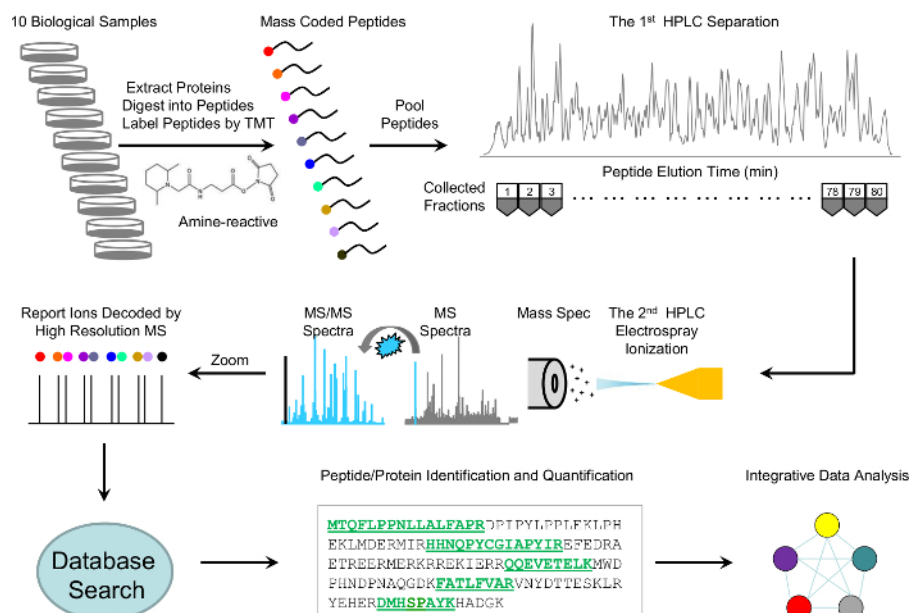 10 Biological Samples
Mass Coded Peptides
The 1st HPLC Separation
Extract Proteins
Digest into Peptides
Label Peptides by TMT
Pool
Peptides
N
O
N
H
O
O
O
N
O
O
Amine-reactive
Peptide Elution Time (min)
Collected
Fractions
1 2 3 ... ... ... ... ... ... ... 78 79 80
Report Ions Decoded by
High Resolution MS
Zoom
MS/MS
Spectra
MS
Spectra
Mass Spec
The 2nd HPLC
Electrospray
Ionization
Peptide/Protein Identification and Quantification
Integrative Data Analysis
Database
Search
MTQFLPPNLLALFAPRDPIPYLPPLEKLPH
EKLMDERMIRHHNQPYCGIAPYIREFEDRA
ETREERMERKRREKIERRQQEVETELKMWD
PHNDPNAQGDKFATLFVARVNYDTTESKLR
YEHERDMHSPAYKHADGK